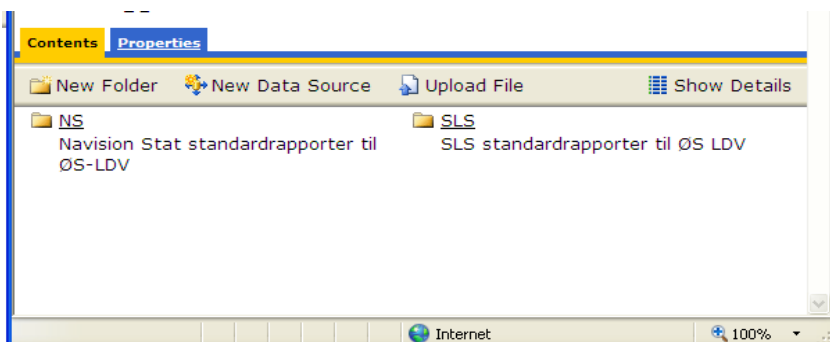 Contents Properties
New Folder New Data Source Upload File Show Details
NS
Navision Stat standardrapporter til
ØS-LDV
SLS
SLS standardrapporter til ØS LDV
Internet 100%